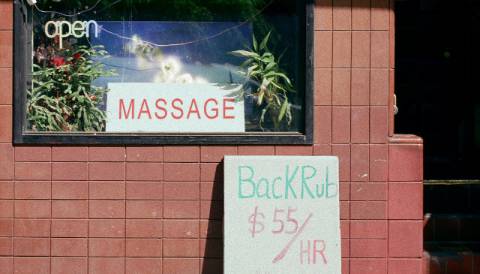 open
MASSAGE
BackRub
$55/
HR